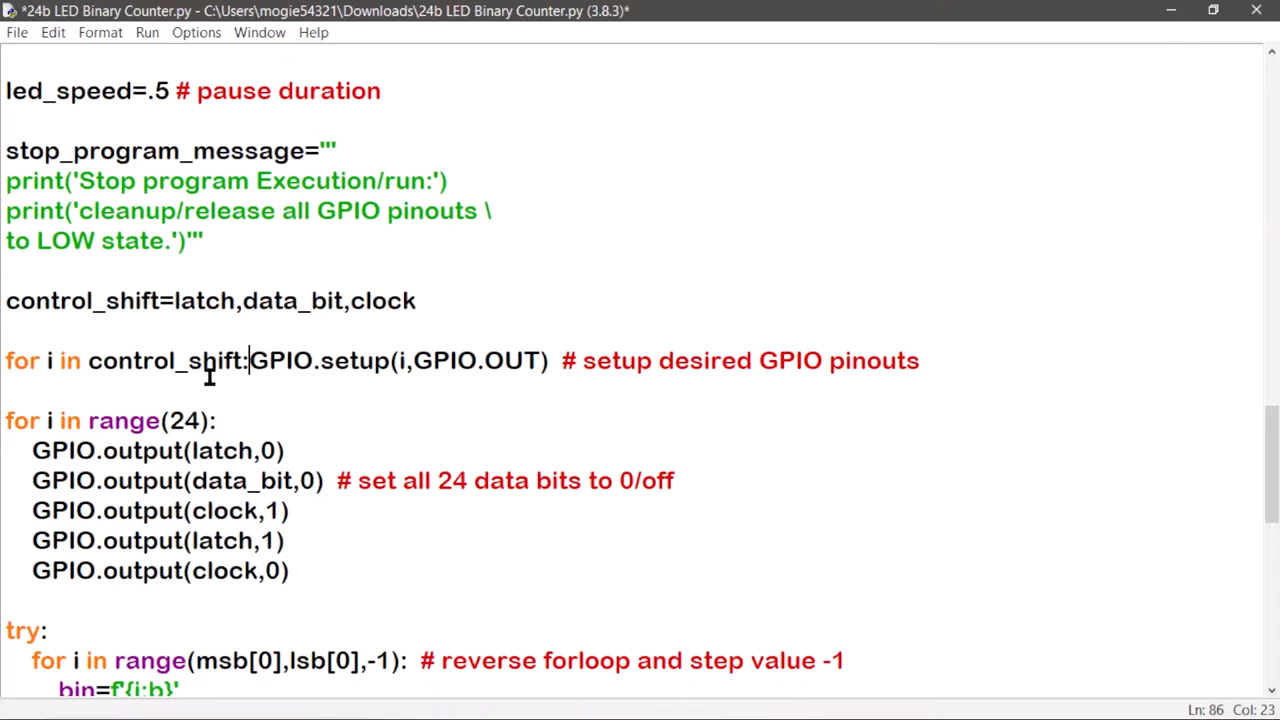 *24b LED Binary Counter.py - C:\Users\mogie54321\Downloads\24b LED Binary Counter.py (3.8.3)*
File Edit Format Run Options Window Help
led_speed=.5 # pause duration
stop_program_message='''
print('Stop program Execution/run:')
print('cleanup/release all GPIO pinouts \
to LOW state.')'''
control_shift=latch,data_bit,clock
for i in control_shift:GPIO.setup(i,GPIO.OUT)  # setup desired GPIO pinouts
for i in range(24):
    GPIO.output(latch,0)
    GPIO.output(data_bit,0)  # set all 24 data bits to 0/off
    GPIO.output(clock,1)
    GPIO.output(latch,1)
    GPIO.output(clock,0)
try:
    for i in range(msb[0],lsb[0],-1):  # reverse forloop and step value -1
        bin=f'{i:b}'
Ln: 86 Col: 23